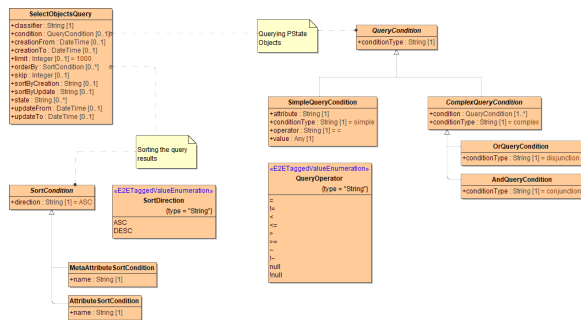 SelectObjectsQuery
+classifier : String [1]
+condition : QueryCondition [0..1]
+creationFrom : DateTime [0..1]
+creationTo : DateTime [0..1]
+limit : Integer [0..1] = 1000
+orderBy : SortCondition [0..*]
+skip : Integer [0..1]
+sortByCreation : String [0..1]
+sortByUpdate : String [0..1]
+state : String [0..*]
+updateFrom : DateTime [0..1]
+updateTo : DateTime [0..1]
Querying PState
Objects
QueryCondition
+conditionType : String [1]
SimpleQueryCondition
+attribute : String [1]
+conditionType : String [1] = simple
+operator : String [1] = =
+value : Any [1]
ComplexQueryCondition
+condition : QueryCondition [1..*]
+conditionType : String [1] = complex
OrQueryCondition
+conditionType : String [1] = disjunction
AndQueryCondition
+conditionType : String [1] = conjunction
Sorting the query
results
SortCondition
+direction : String [1] = ASC
«E2ETaggedValueEnumeration»
SortDirection
{type = "String"}
ASC
DESC
«E2ETaggedValueEnumeration»
QueryOperator
{type = "String"}
=
!=
<
<=
>
>=
~
!~
null
!null
MetaAttributeSortCondition
+name : String [1]
AttributeSortCondition
+name : String [1]